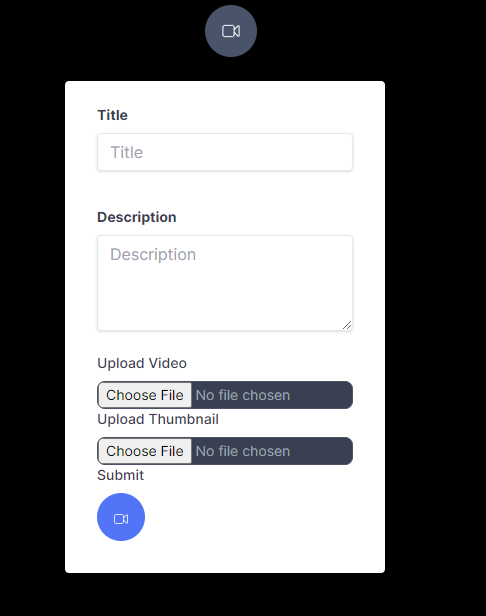 Title
Title
Description
Description
Upload Video
Choose File No file chosen
Upload Thumbnail
Choose File No file chosen
Submit